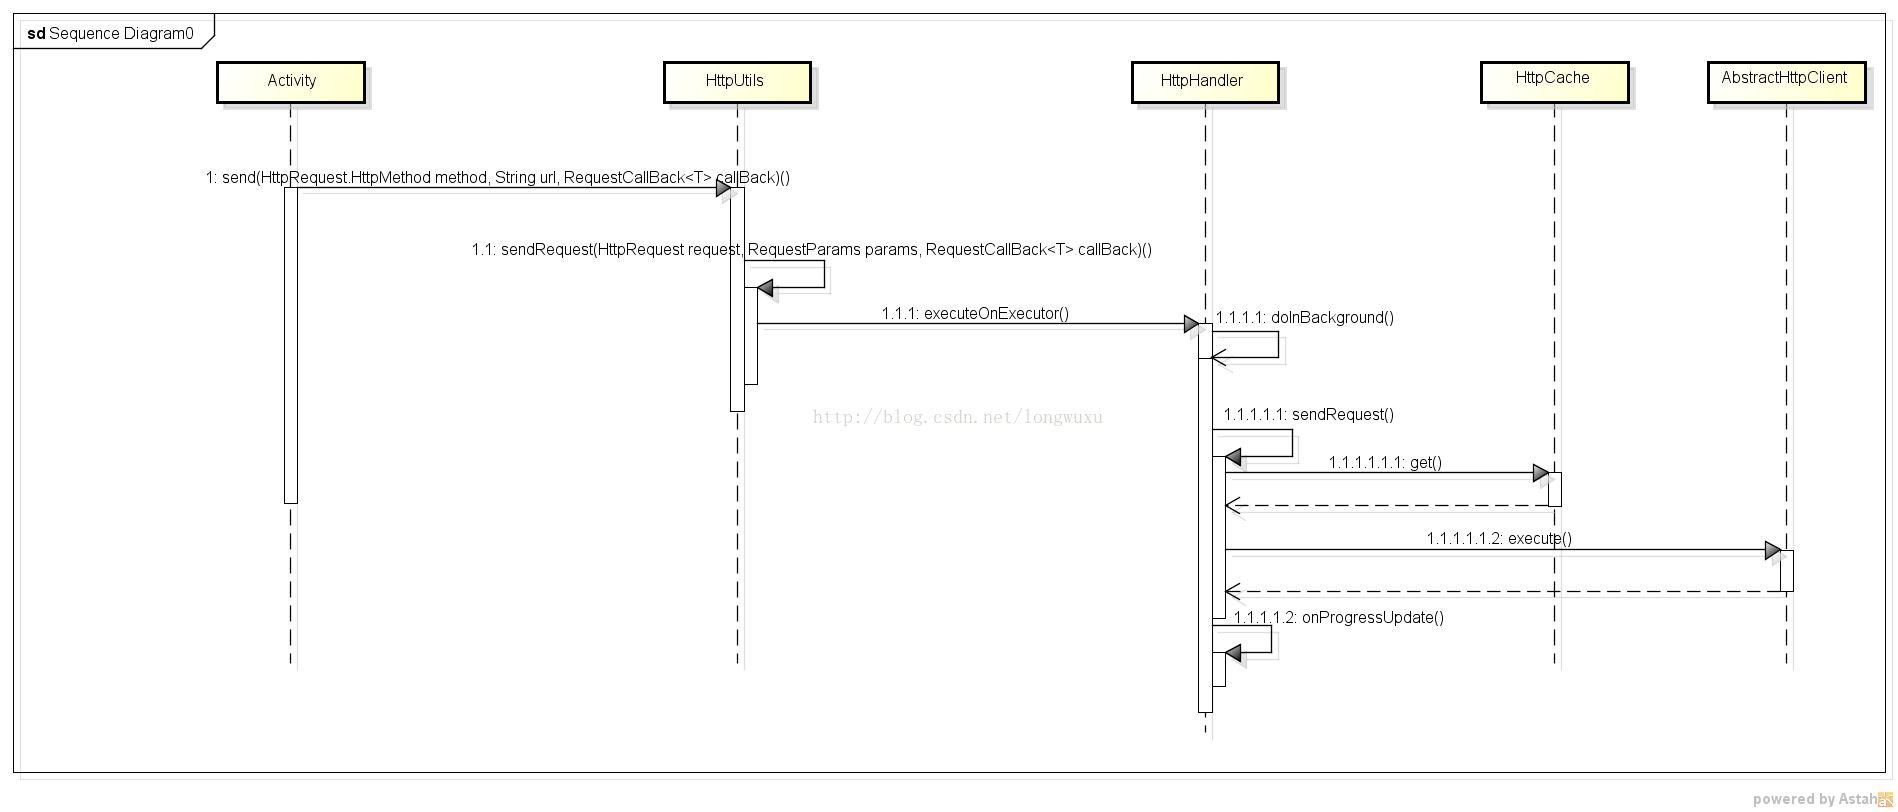 sd Sequence Diagram0
Activity
HttpUtils
HttpHandler
HttpCache
AbstractHttpClient
1: send(HttpRequest.HttpMethod method, String url, RequestCallBack<T> callBack)()
1.1: sendRequest(HttpRequest request, RequestParams params, RequestCallBack<T> callBack)()
1.1.1: executeOnExecutor()
1.1.1.1: doInBackground()
http://blog.csdn.net/longwuxu
1.1.1.1.1: sendRequest()
1.1.1.1.1.1: get()
1.1.1.1.1.2: execute()
1.1.1.1.2: onProgressUpdate()
powered by Astah